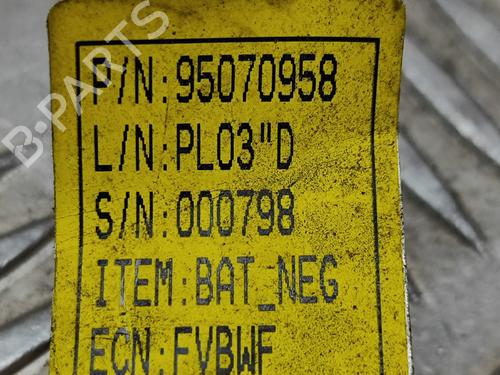 B-PARTS
P/N:95070958
L/N:PL03"D
S/N:000798
ITEM:BAT_NEG
ECN:FVBWF